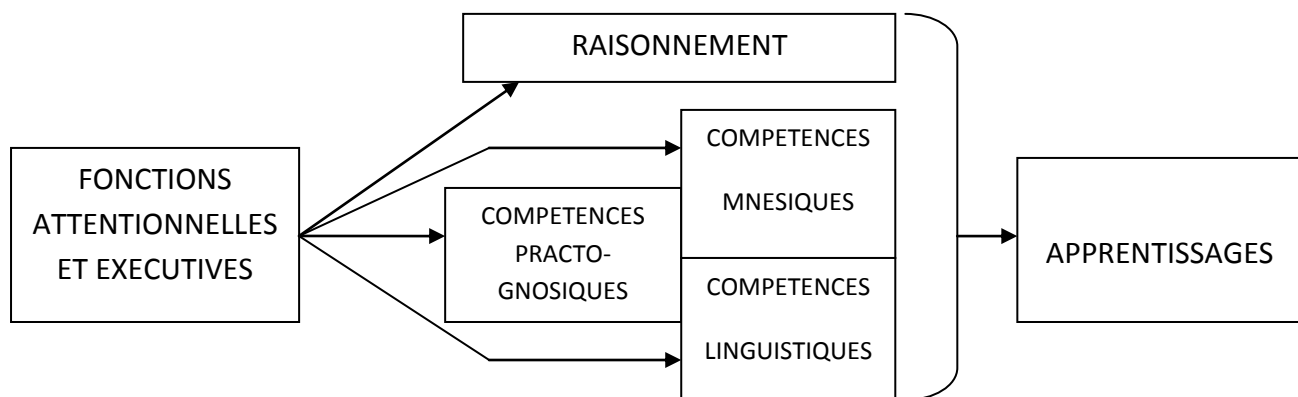 RAISONNEMENT
FONCTIONS
ATTENTIONNELLES
ET EXECUTIVES
COMPETENCES
MNESIQUES
COMPETENCES
PRACTO-
GNOSIQUES
COMPETENCES
LINGUISTIQUES
APPRENTISSAGES